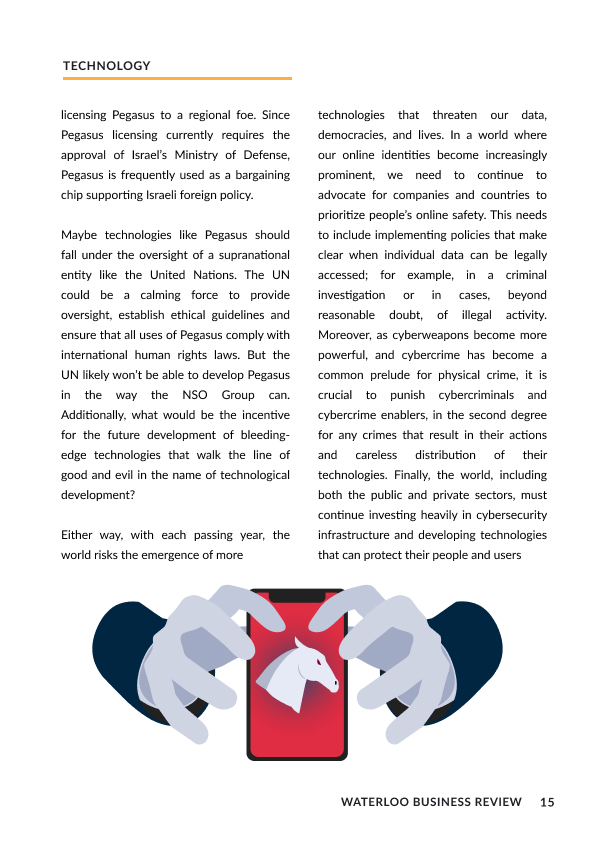 TECHNOLOGY
licensing Pegasus to a regional foe. Since
Pegasus licensing currently requires the
approval of Israel's Ministry of Defense,
Pegasus is frequently used as a bargaining
chip supporting Israeli foreign policy.
Maybe technologies like Pegasus should
fall under the oversight of a supranational
entity like the United Nations. The UN
could be a calming force to provide
oversight, establish ethical guidelines and
ensure that all uses of Pegasus comply with
international human rights laws. But the
UN likely won't be able to develop Pegasus
in the way the NSO Group can.
Additionally, what would be the incentive
for the future development of bleeding-
edge technologies that walk the line of
good and evil in the name of technological
development?
Either way, with each passing year, the
world risks the emergence of more
technologies that threaten our data,
democracies, and lives. In a world where
our online identities become increasingly
prominent, we need to continue to
advocate for companies and countries to
prioritize people's online safety. This needs
to include implementing policies that make
clear when individual data can be legally
accessed; for example, in a criminal
investigation or in cases, beyond
reasonable doubt, of illegal activity.
Moreover, as cyberweapons become more
powerful, and cybercrime has become a
common prelude for physical crime, it is
crucial to punish cybercriminals and
cybercrime enablers, in the second degree
for any crimes that result in their actions
and careless distribution of their
technologies. Finally, the world, including
both the public and private sectors, must
continue investing heavily in cybersecurity
infrastructure and developing technologies
that can protect their people and users
WATERLOO BUSINESS REVIEW 15